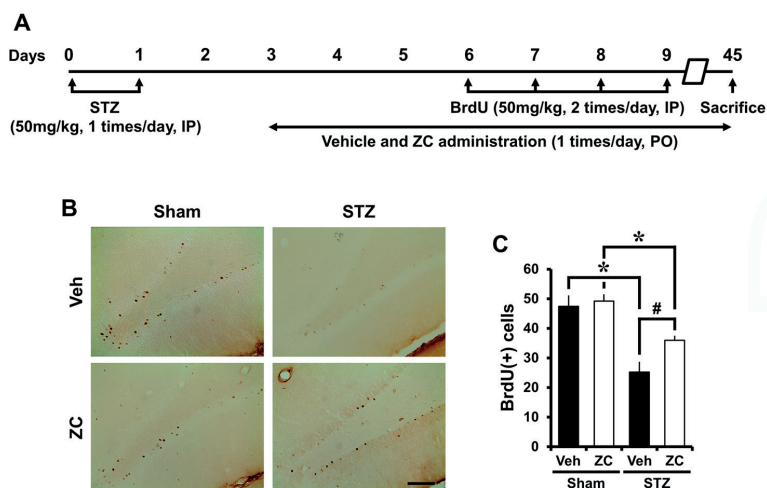 A
Days 0 1 2 3 4 5 6 7 8 9 45
STZ
(50mg/kg, 1 times/day, IP)
BrdU (50mg/kg, 2 times/day, IP)
Sacrifice
Vehicle and ZC administration (1 times/day, PO)
B
Sham STZ
Veh
ZC
C
BrdU(+) cells
60
50
40
30
20
10
0
*
*
#
Veh ZC Veh ZC
Sham STZ